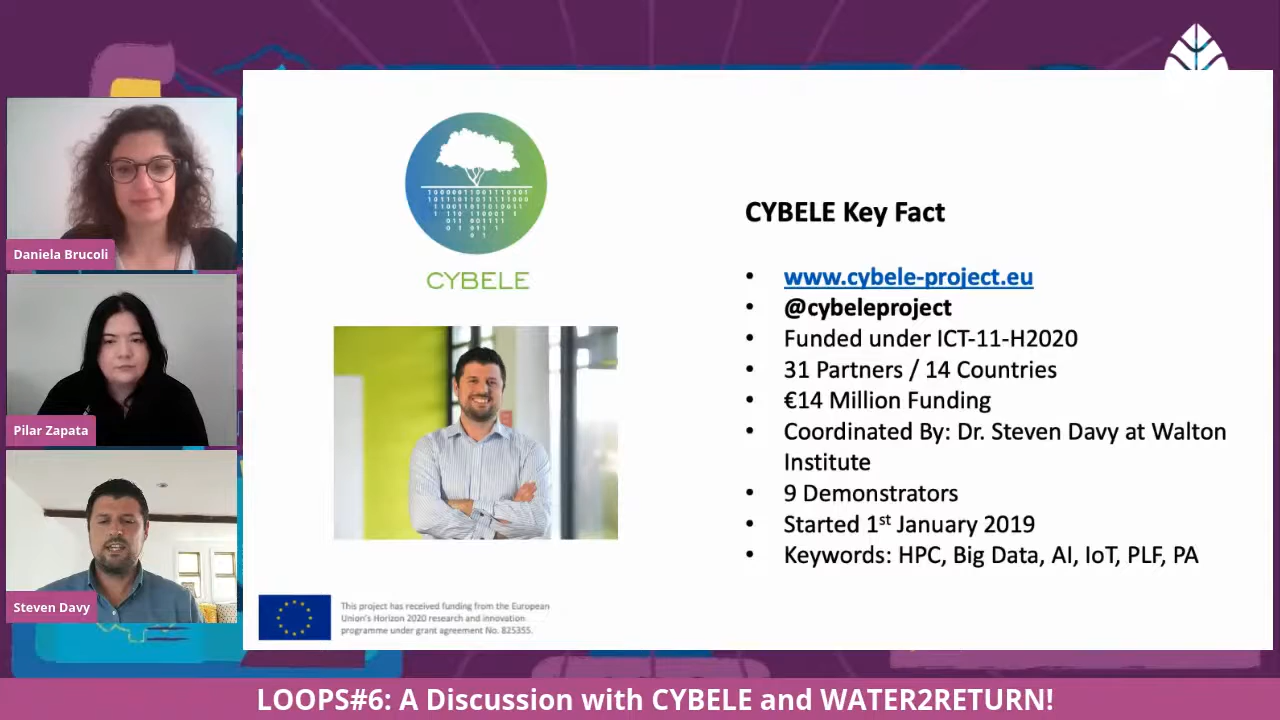 Daniela Brucoli
Pilar Zapata
Steven Davy
CYBELE
CYBELE Key Fact
• www.cybele-project.eu
• @cybeleproject
• Funded under ICT-11-H2020
• 31 Partners / 14 Countries
• €14 Million Funding
• Coordinated By: Dr. Steven Davy at Walton
Institute
• 9 Demonstrators
• Started 1st January 2019
• Keywords: HPC, Big Data, AI, IoT, PLF, PA
This project has received funding from the European
Union's Horizon 2020 research and innovation
programme under grant agreement No. 825355.
LOOPS#6: A Discussion with CYBELE and WATER2RETURN!